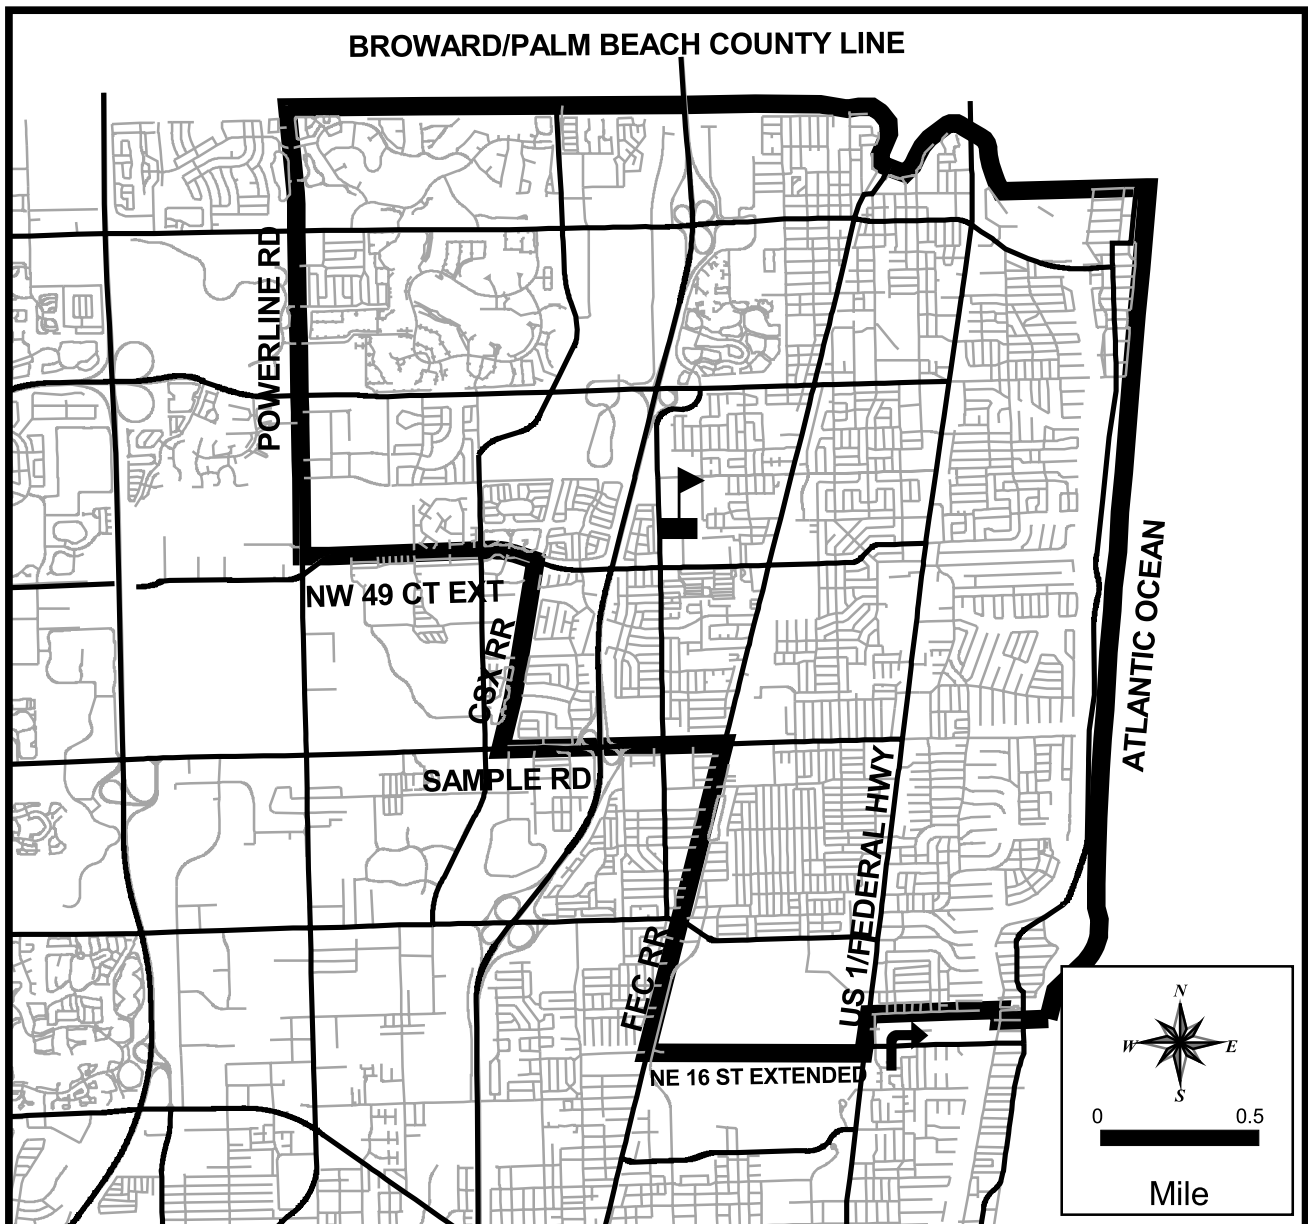 BROWARD/PALM BEACH COUNTY LINE
POWERLINE RD
NW 49 CT EXT
CSX RR
SAMPLE RD
ATLANTIC OCEAN
US 1/FEDERAL HWY
FEC RR
NE 16 ST EXTENDED
N
W E
S
0 0.5
Mile